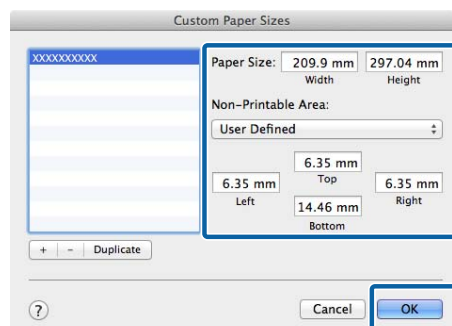 Custom Paper Sizes
XXXXXXXXXX
Paper Size: 209.9 mm 297.04 mm
Width Height
Non-Printable Area:
User Defined
6.35 mm
Top
6.35 mm 6.35 mm
Left Right
14.46 mm
Bottom
+ - Duplicate
? Cancel OK